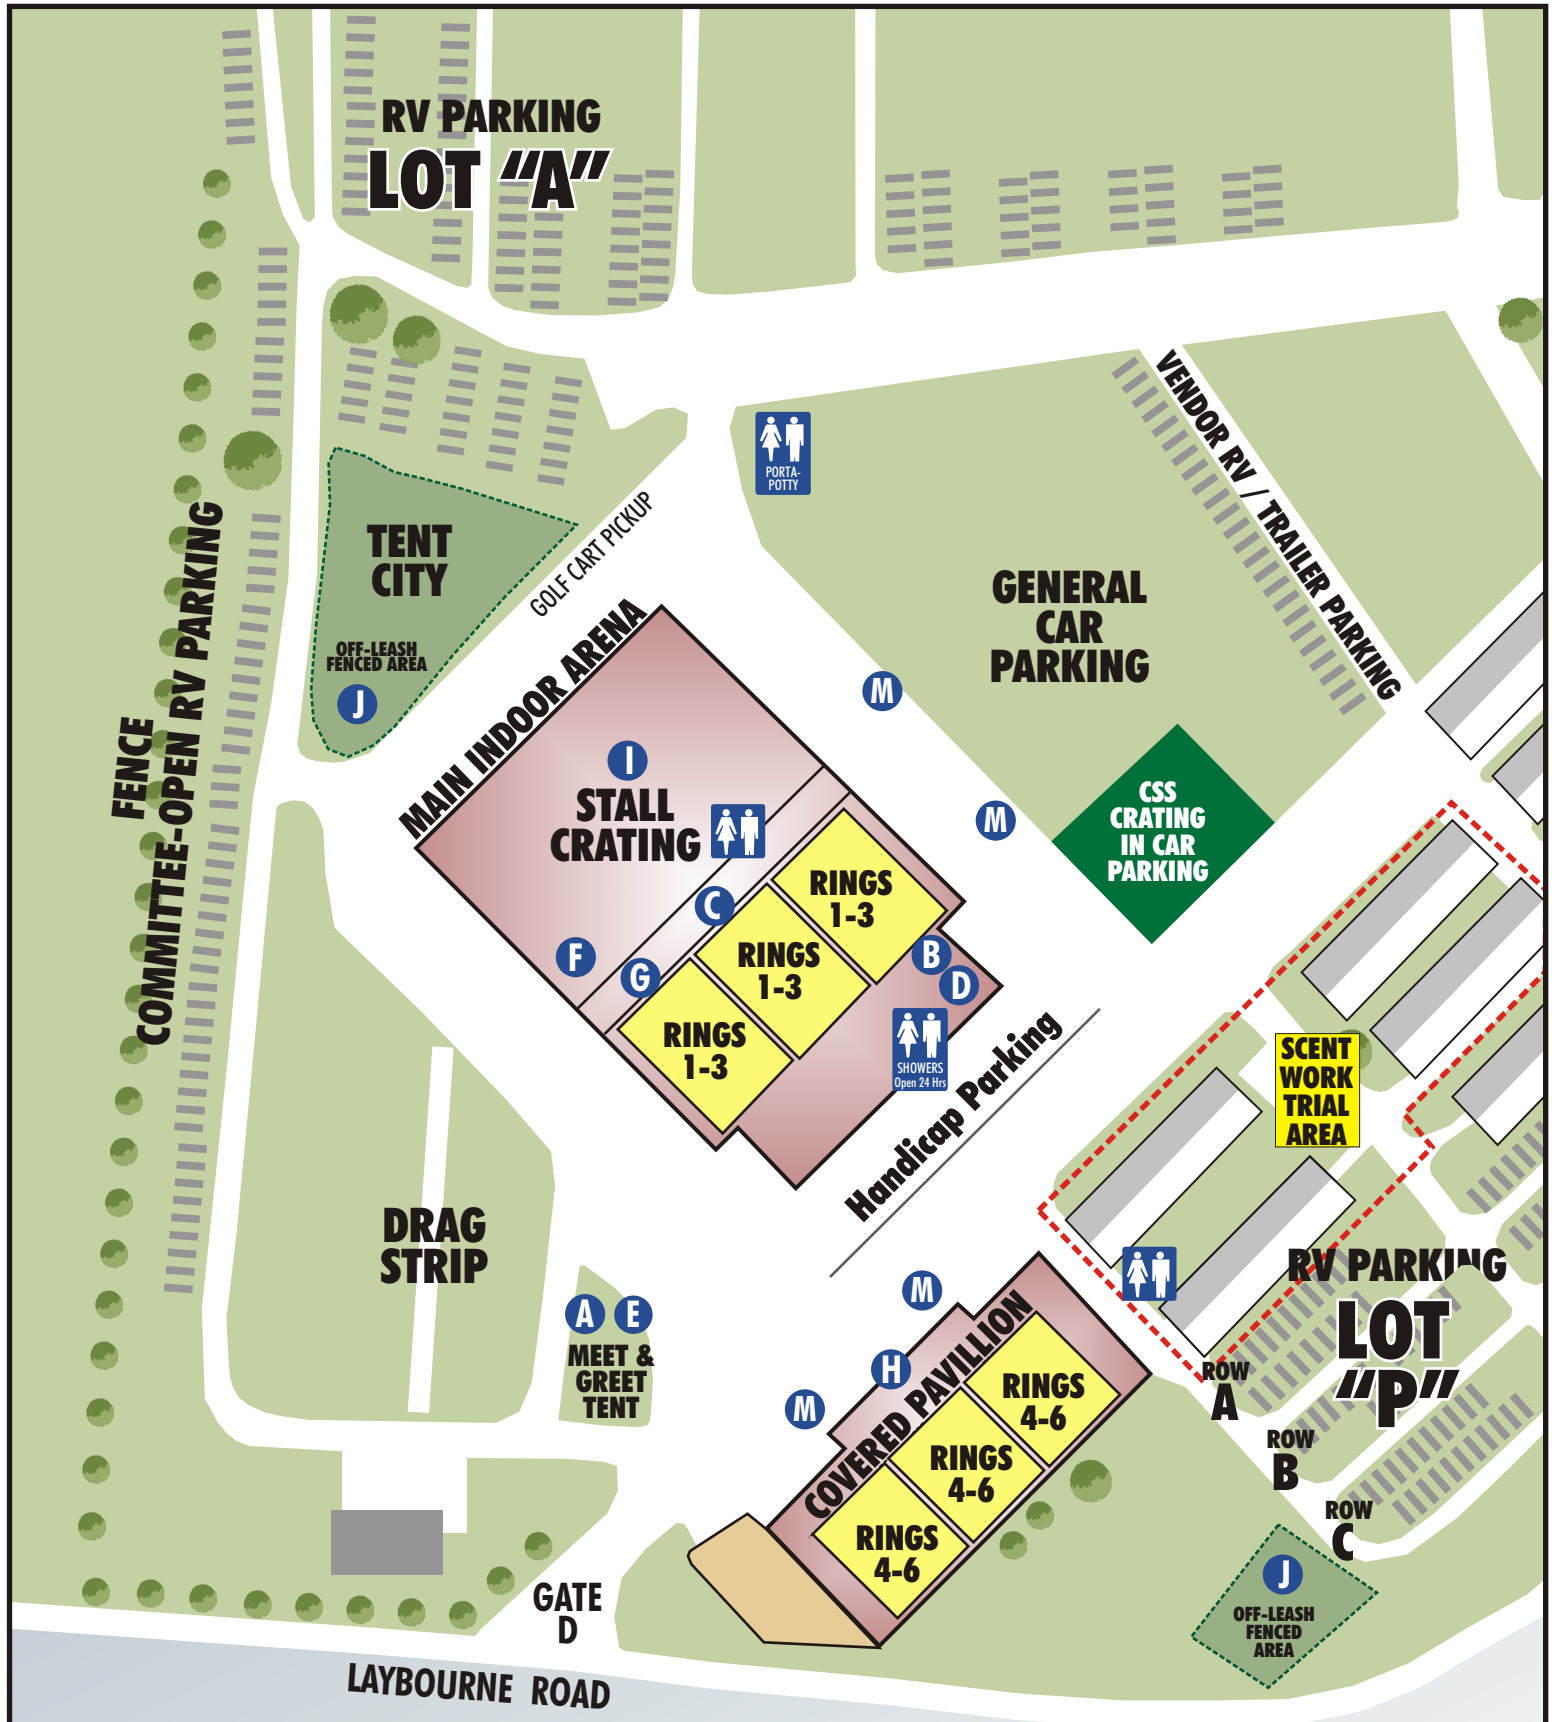 RV PARKING
LOT "A"
PORTA-
POTTY
VENDOR RV / TRAILER PARKING
TENT
CITY
GOLF CART PICKUP
OFF-LEASH
FENCED AREA
J
FENCE
COMMITTEE-OPEN RV PARKING
GENERAL
CAR
PARKING
MAIN INDOOR ARENA
M
I
STALL
CRATING
M
CSS
CRATING
IN CAR
PARKING
RINGS
1-3
C
RINGS
1-3
F
G
B
D
RINGS
1-3
SHOWERS
Open 24 Hrs
Handicap Parking
SCENT
WORK
TRIAL
AREA
DRAG
STRIP
RV PARKING
LOT
"P"
A
E
MEET &
GREET
TENT
M
H
M
COVERED PAVILLION
RINGS
4-6
RINGS
4-6
RINGS
4-6
ROW
A
ROW
B
ROW
C
J
OFF-LEASH
FENCED
AREA
GATE
D
LAYBOURNE ROAD